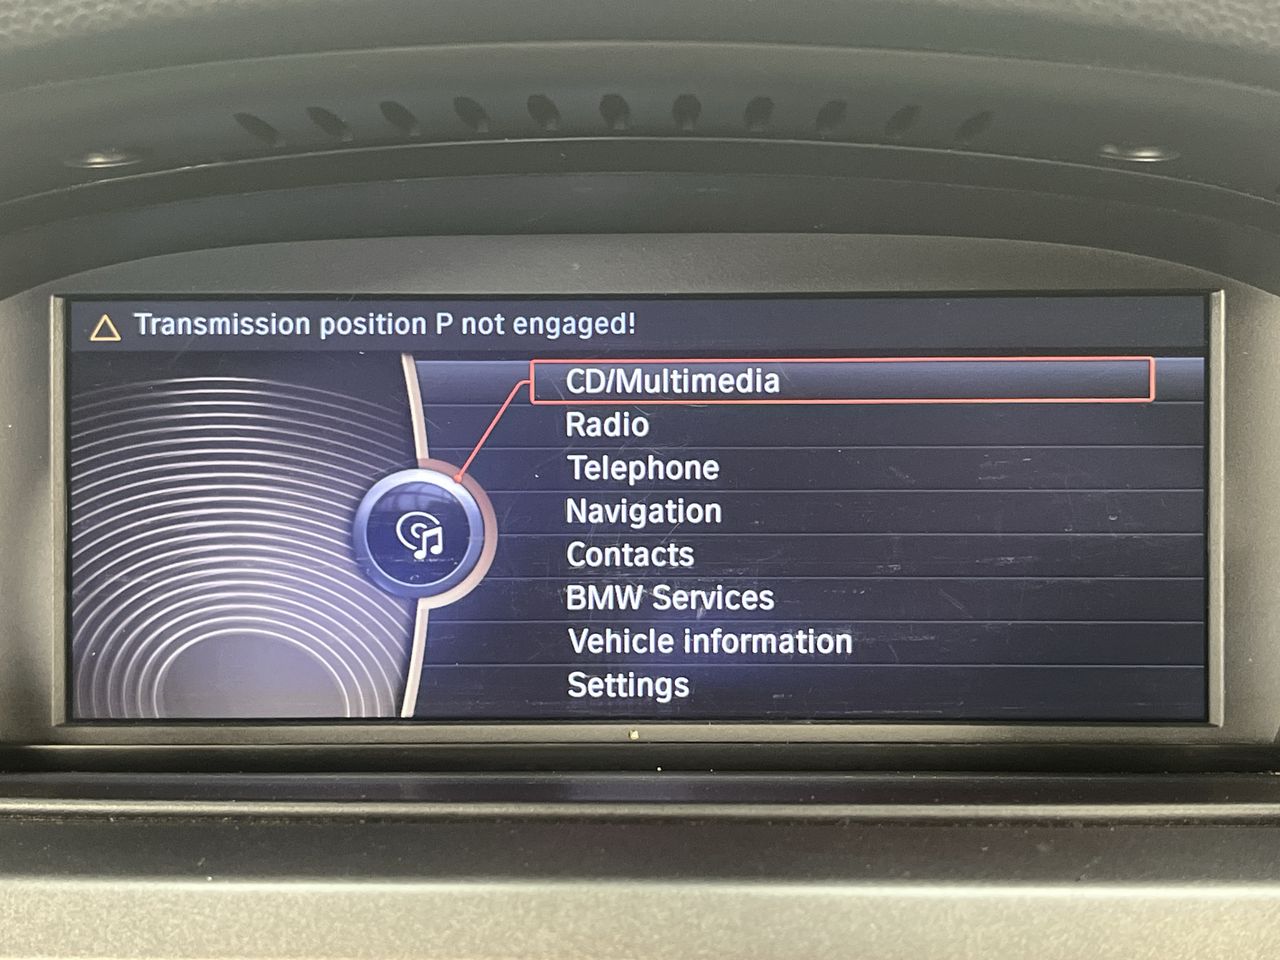 Transmission position P not engaged!
CD/Multimedia
Radio
Telephone
Navigation
Contacts
BMW Services
Vehicle information
Settings